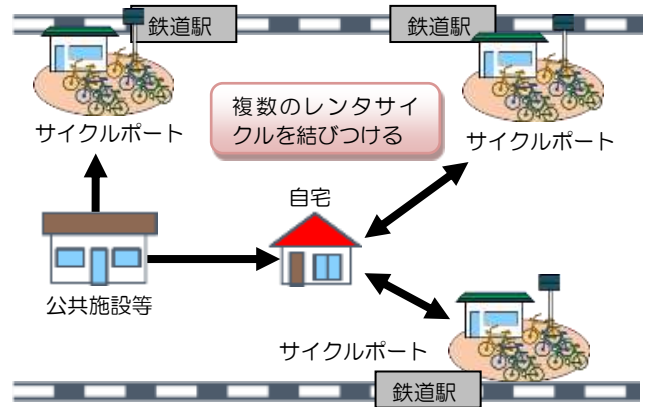 鉄道駅
鉄道駅
サイクルポート
複数のレンタサイ
クルを結びつける
サイクルポート
自宅
公共施設等
サイクルポート
鉄道駅